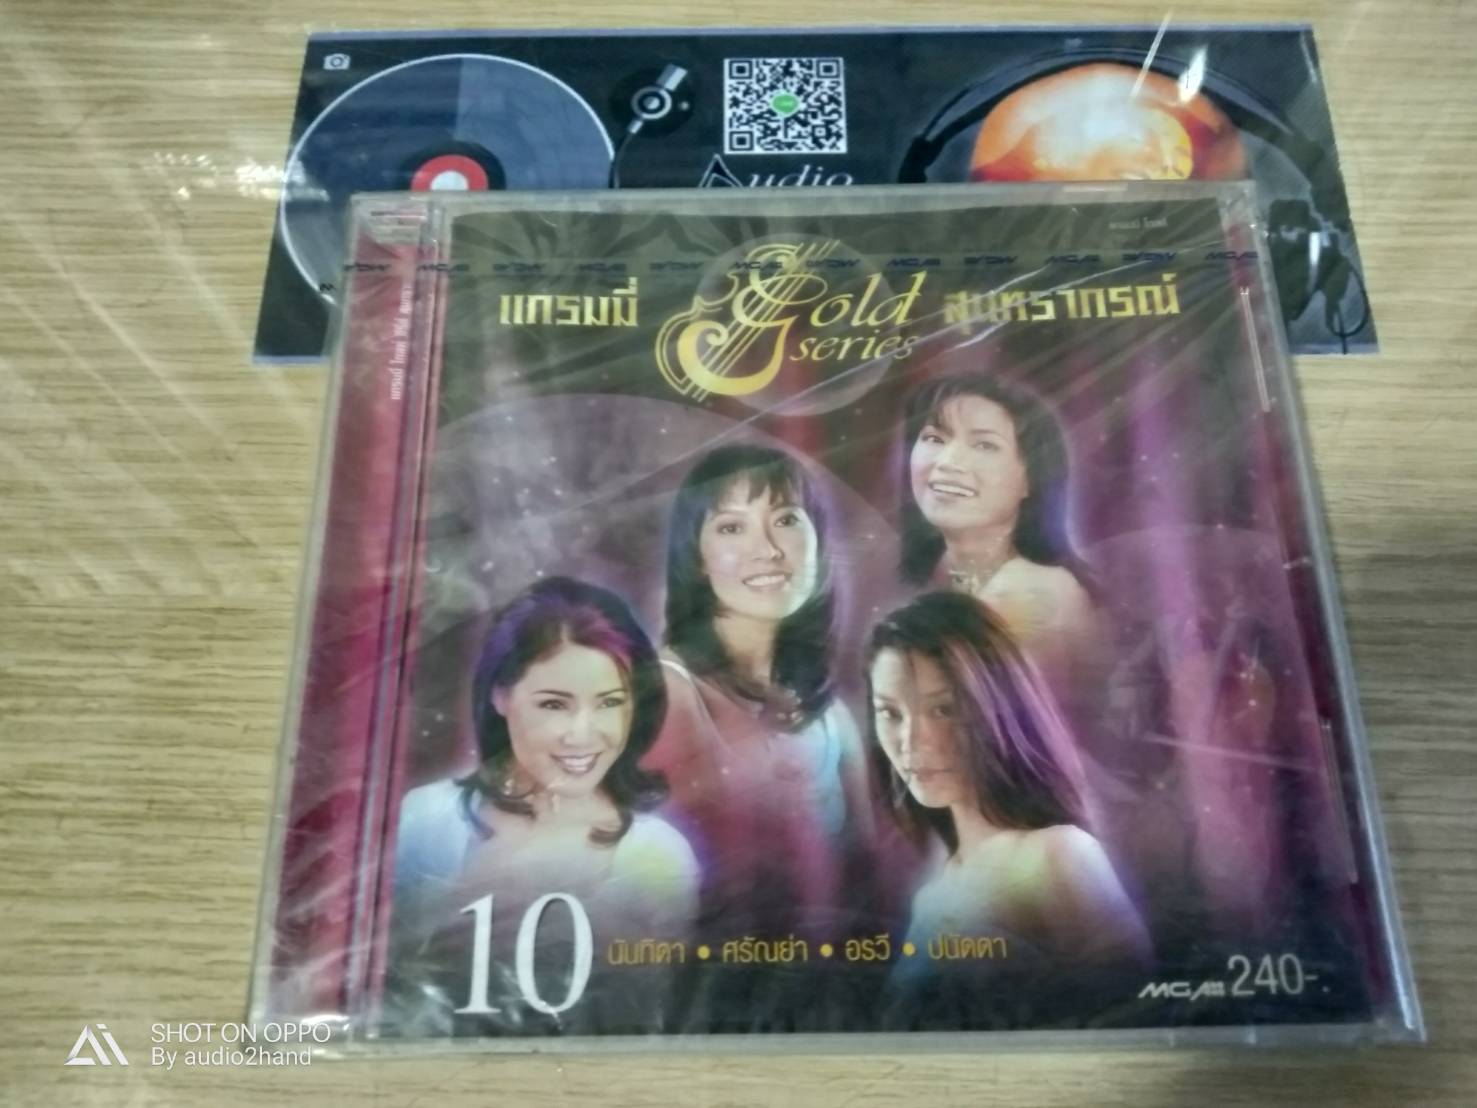 Audio
แกรมมี่ Gold สุนทราภรณ์
series
10 นันทิดา • ศรัณย่า • อรวี • ปนัดดา
MGA 240-.
SHOT ON OPPO
By audio2hand